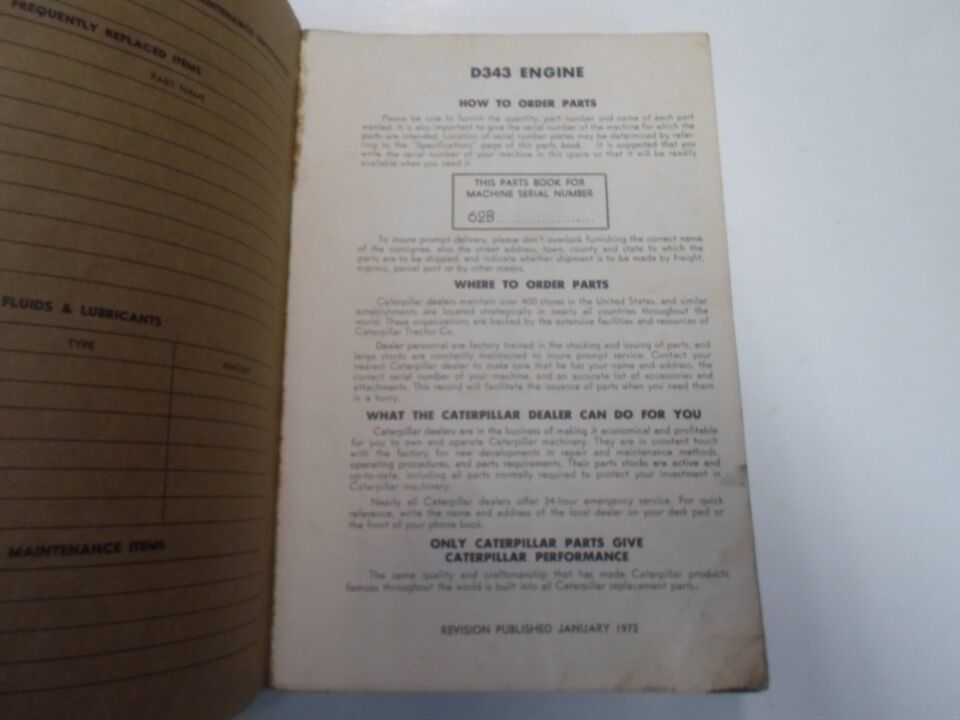 MAINTENANCE
FREQUENTLY REPLACED ITEMS
PART NAME
FLUIDS & LUBRICANTS
TYPE
MAINTENANCE ITEMS
D343 ENGINE
HOW TO ORDER PARTS
Please be sure to furnish the quantity, part number and name of each part
wanted. It is also important to give the serial number of the machine for which the
parts are intended. Location of serial number plates may be determined by refer-
ring to the "Specifications" page of this parts book. It is suggested that you
write the serial number of your machine in this space so that it will be readily
available when you need it.
THIS PARTS BOOK FOR
MACHINE SERIAL NUMBER
62B....................
To insure prompt delivery, please don't overlook furnishing the correct name
of the consignee, also the street address, town, county and state to which the
parts are to be shipped, and indicate whether shipment is to be made by freight,
express, parcel post or by other means.
WHERE TO ORDER PARTS
Caterpillar dealers maintain over 400 stores in the United States, and similar
establishments are located strategically in nearly all countries throughout the
world. These organizations are backed by the extensive facilities and resources of
Caterpillar Tractor Co.
Dealer personnel are factory trained in the stocking and issuing of parts, and
large stocks are constantly maintained to insure prompt service. Contact your
nearest Caterpillar dealer to make sure that he has your name and address, the
correct serial number of your machine, and an accurate list of accessories and
attachments. This record will facilitate the issuance of parts when you need them
in a hurry.
WHAT THE CATERPILLAR DEALER CAN DO FOR YOU
Caterpillar dealers are in the business of making it economical and profitable
for you to own and operate Caterpillar machinery. They are in constant touch
with the factory for new developments in repair and maintenance methods,
operating procedures, and parts requirements. Their parts stocks are active and
up-to-date, including all parts normally required to protect your investment in
Caterpillar machinery.
Nearly all Caterpillar dealers offer 24-hour emergency service. For quick
reference, write the name and address of the local dealer on your desk pad or
the front of your phone book.
ONLY CATERPILLAR PARTS GIVE
CATERPILLAR PERFORMANCE
The same quality and craftsmanship that has made Caterpillar products
famous throughout the world is built into all Caterpillar replacement parts.
REVISION PUBLISHED JANUARY 1972